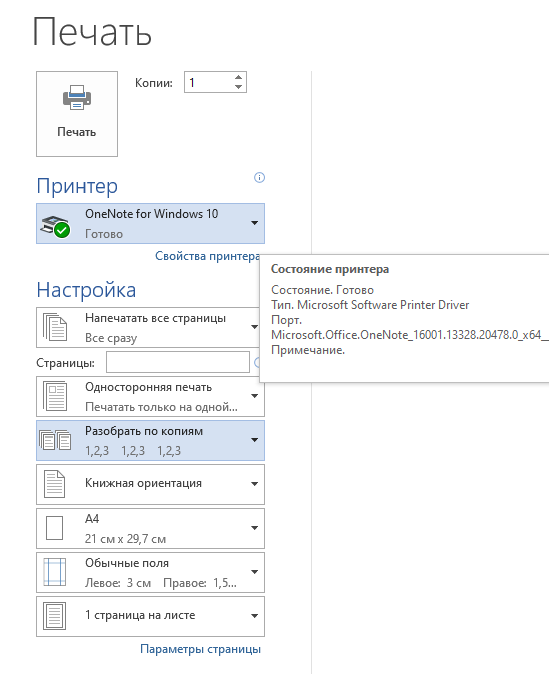 Печать
Копии: 1
Печать
Принтер
OneNote for Windows 10
Готово
Свойства принтера
Состояние принтера
Состояние. Готово
Тип. Microsoft Software Printer Driver
Порт.
Microsoft.Office.OneNote_16001.13328.20478.0_x64__
Примечание.
Настройка
Напечатать все страницы
Все сразу
Страницы:
Односторонняя печать
Печатать только на одной...
Разобрать по копиям
1,2,3 1,2,3 1,2,3
Книжная ориентация
A4
21 см x 29,7 см
Обычные поля
Левое: 3 см Правое: 1,5...
1 страница на листе
Параметры страницы